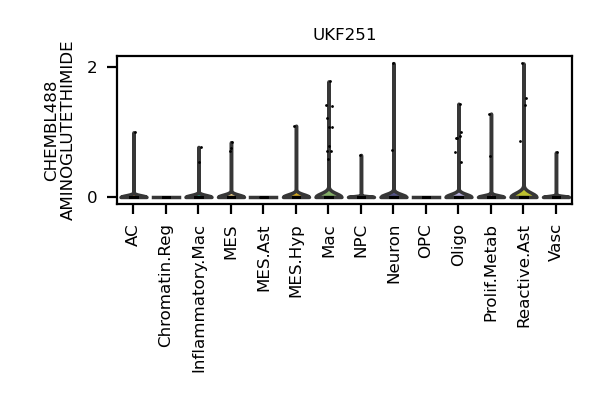 UKF251
CHEMBL488
AMINOGLUTETHIMIDE
2
0
AC
Chromatin.Reg
Inflammatory.Mac
MES
MES.Ast
MES.Hyp
Mac
NPC
Neuron
OPC
Oligo
Prolif.Metab
Reactive.Ast
Vasc